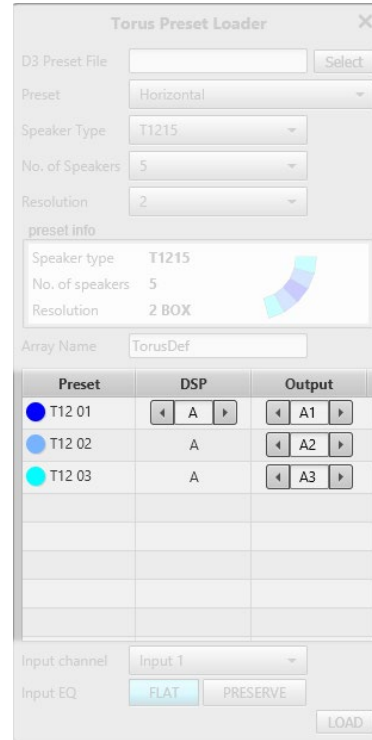 Torus Preset Loader
D3 Preset File Select
Preset Horizontal
Speaker Type T1215
No. of Speakers 5
Resolution 2
preset info
Speaker type T1215
No. of speakers 5
Resolution 2 BOX
Array Name TorusDef
Preset DSP Output
T12 01 A A1
T12 02 A A2
T12 03 A A3
Input channel Input 1
Input EQ FLAT PRESERVE
LOAD